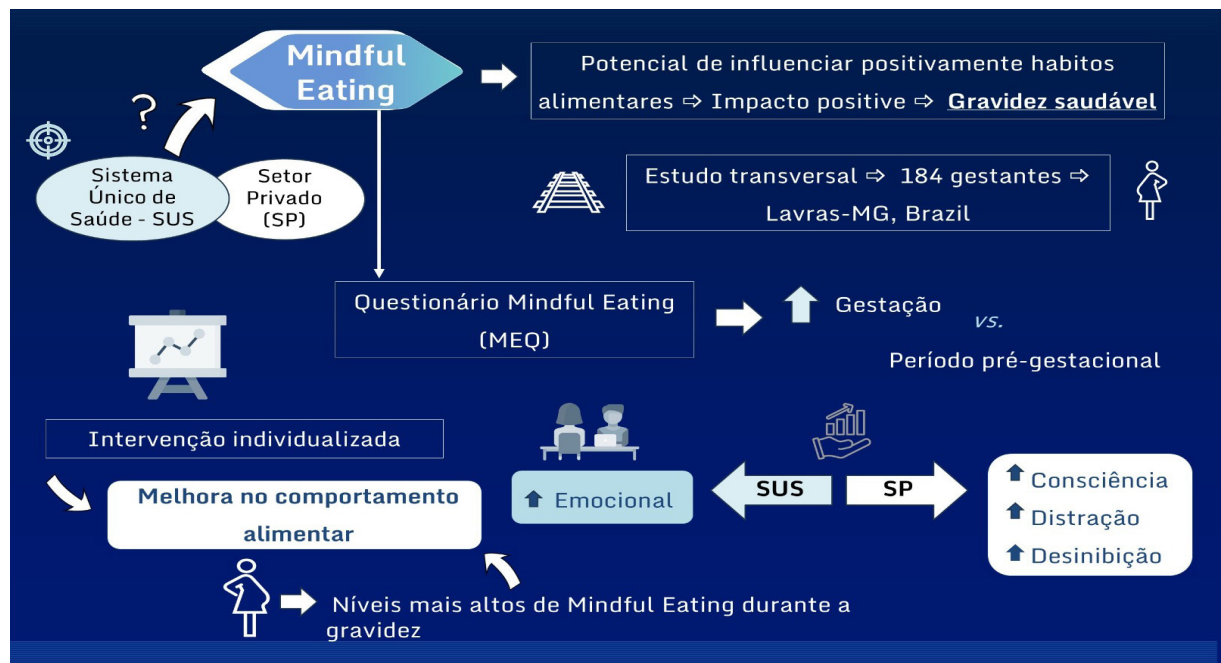 Mindful
Eating
Potencial de influenciar positivamente habitos
alimentares ⇨ Impacto positive ⇨ Gravidez saudável
?
Sistema
Único de
Saúde - SUS
Setor
Privado
(SP)
Estudo transversal ⇨ 184 gestantes ⇨
Lavras-MG, Brazil
Questionário Mindful Eating
(MEQ)
Gestação
vs.
Período pré-gestacional
Intervenção individualizada
Melhora no comportamento
alimentar
Emocional
SUS
SP
Consciência
Distração
Desinibição
Níveis mais altos de Mindful Eating durante a
gravidez